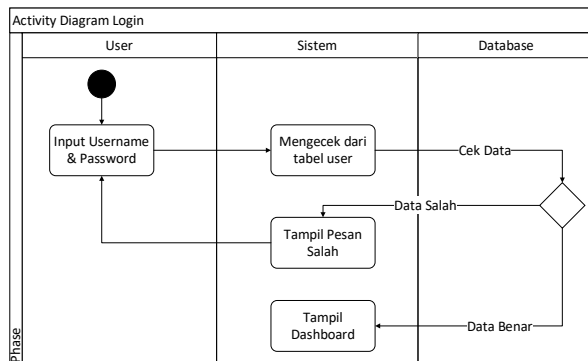 Activity Diagram Login
User
Sistem
Database
Input Username
& Password
Mengecek dari
tabel user
Cek Data
Data Salah
Tampil Pesan
Salah
Tampil
Dashboard
Data Benar
Phase